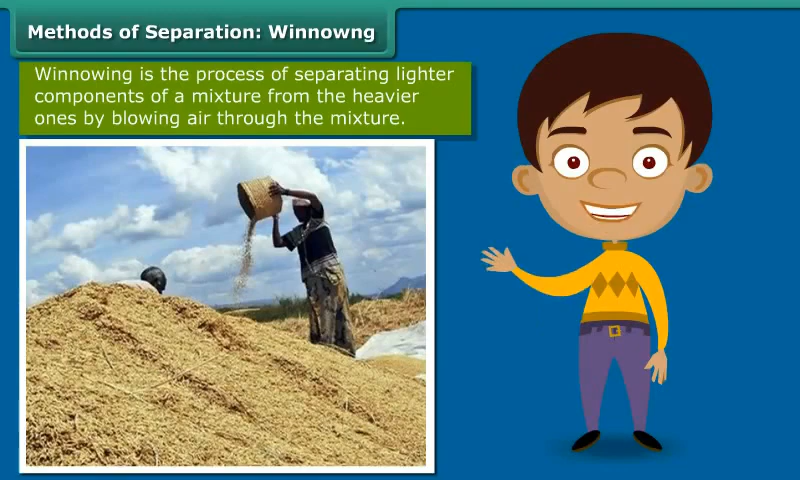 Methods of Separation: Winnowng
Winnowing is the process of separating lighter
components of a mixture from the heavier
ones by blowing air through the mixture.